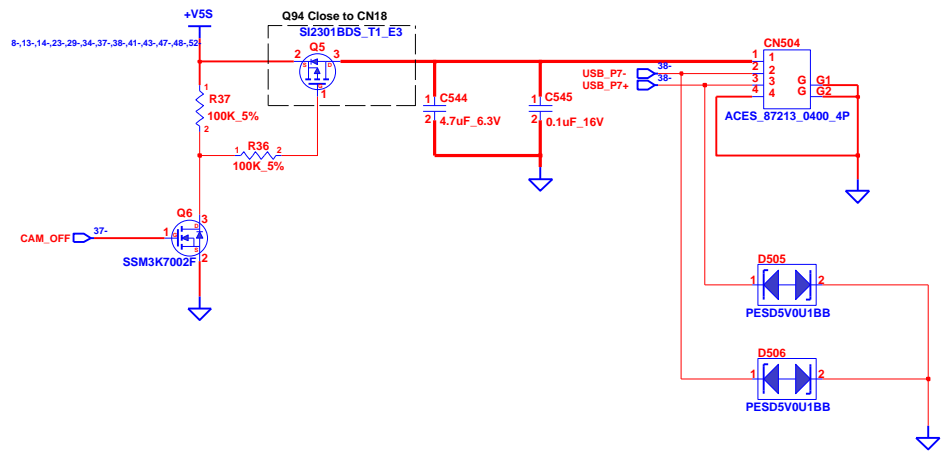 +V5S
8-,13-,14-,23-,29-,34-,37-,38-,41-,43-,47-,48-,52-
Q94 Close to CN18
SI2301BDS_T1_E3
Q5
2
3
S
D
G
1
1
R37
100K_5%
2
R36
1
2
100K_5%
Q6
3
D
CAM_OFF
37-
1
G
S
2
SSM3K7002F
1
C544
2
4.7uF_6.3V
1
C545
2
0.1uF_16V
CN504
USB_P7-
38-
USB_P7+
38-
1
1
2
2
3
3
4
4
G
G1
G
G2
ACES_87213_0400_4P
D505
1
2
PESD5V0U1BB
D506
1
2
PESD5V0U1BB